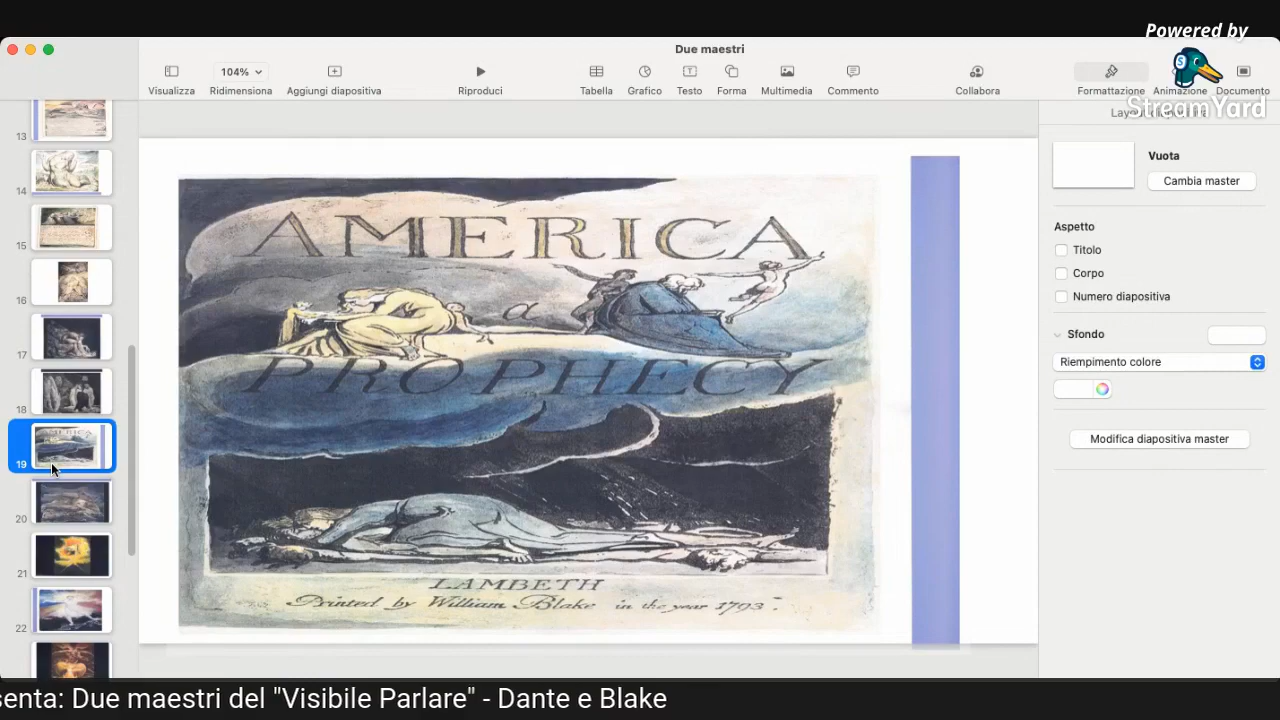 Powered by
StreamYard
Due maestri
104%
Visualizza
Ridimensiona
Aggiungi diapositiva
Riproduci
Tabella
Grafico
Testo
Forma
Multimedia
Commento
Collabora
Formattazione
Animazione
Documento
13
14
15
16
17
18
19
20
21
22
AMERICA
a
PROPHECY
LAMBETH
Printed by William Blake in the year 1793.
Vuota
Cambia master
Aspetto
Titolo
Corpo
Numero diapositiva
Sfondo
Riempimento colore
Modifica diapositiva master
senta: Due maestri del "Visibile Parlare" - Dante e Blake